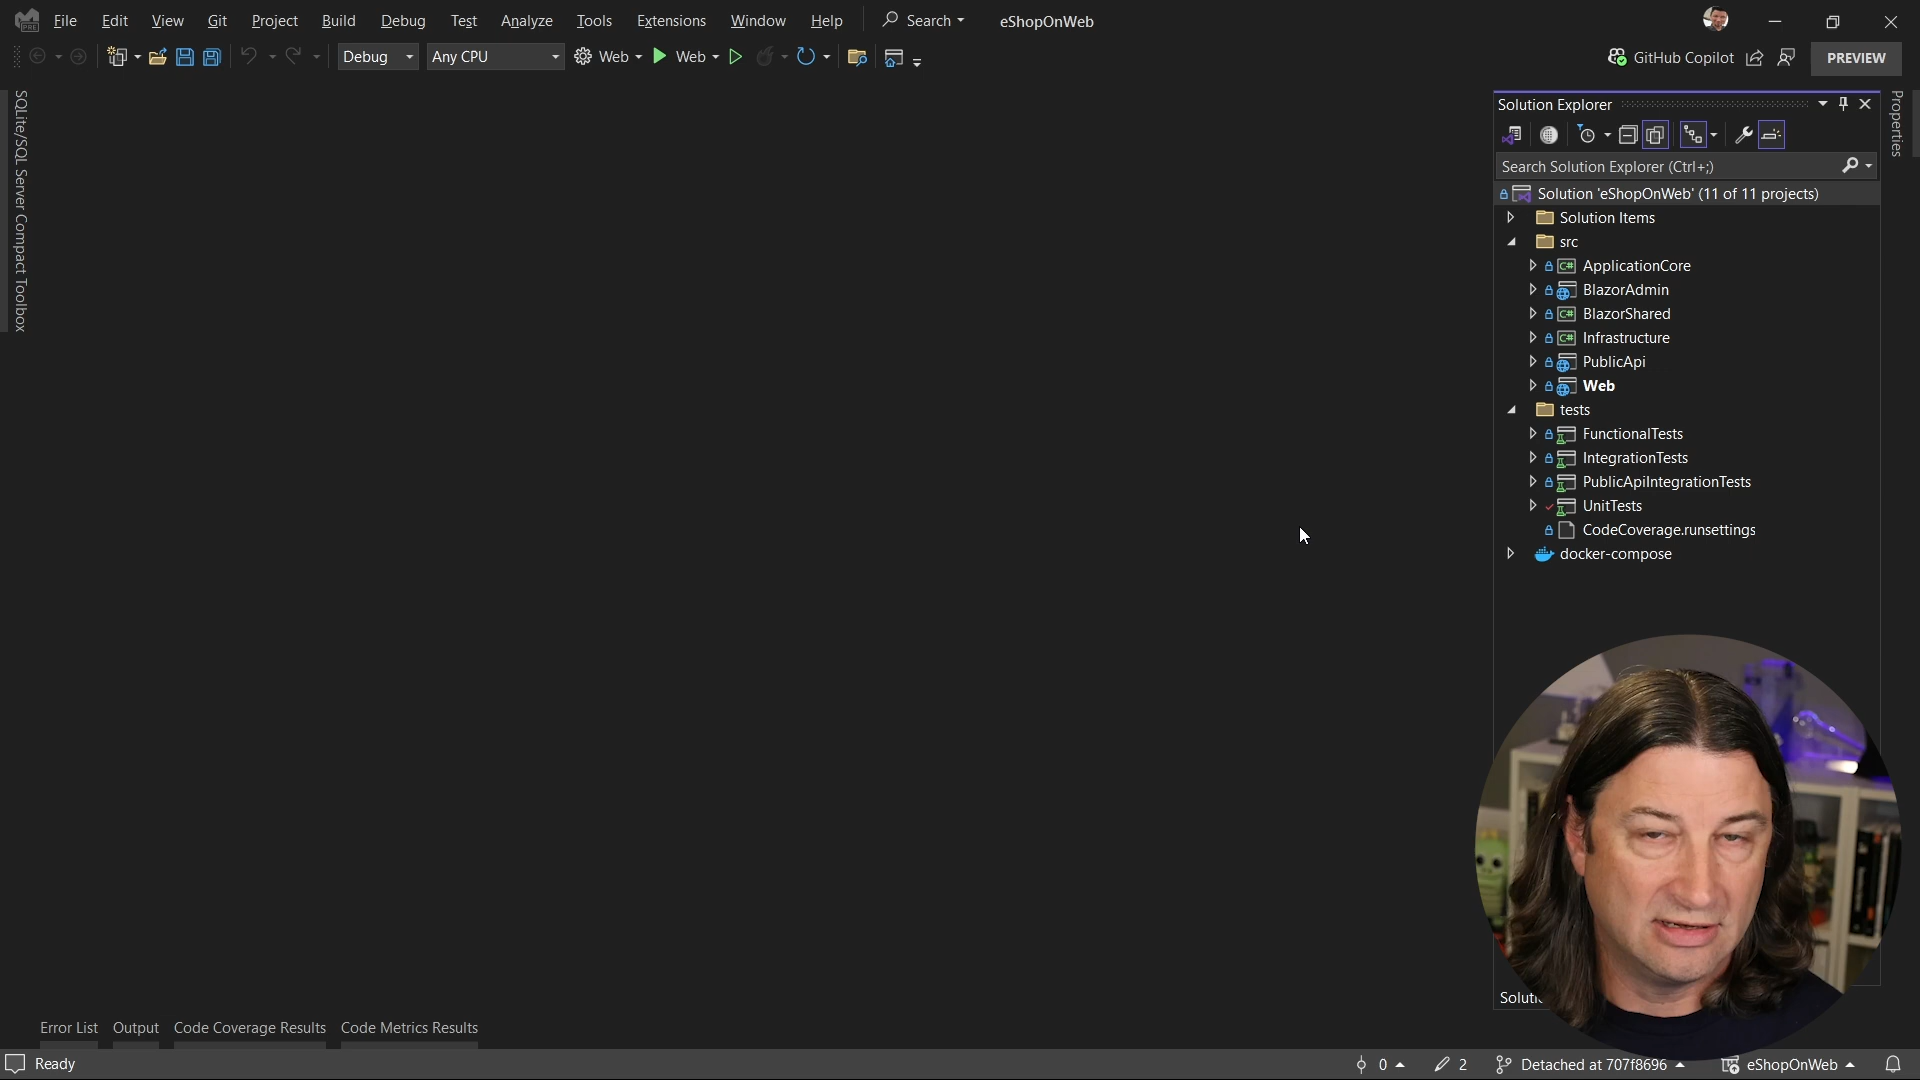 File Edit View Git Project Build Debug Test Analyze Tools Extensions Window Help Search eShopOnWeb
Debug Any CPU Web Web GitHub Copilot PREVIEW
SQLite/SQL Server Compact Toolbox
Solution Explorer
Properties
Search Solution Explorer (Ctrl+;)
Solution 'eShopOnWeb' (11 of 11 projects)
Solution Items
src
C# ApplicationCore
BlazorAdmin
C# BlazorShared
C# Infrastructure
PublicApi
Web
tests
FunctionalTests
IntegrationTests
PublicApiIntegrationTests
UnitTests
CodeCoverage.runsettings
docker-compose
Error List Output Code Coverage Results Code Metrics Results
Ready 0 2 Detached at 707f8696 eShopOnWeb